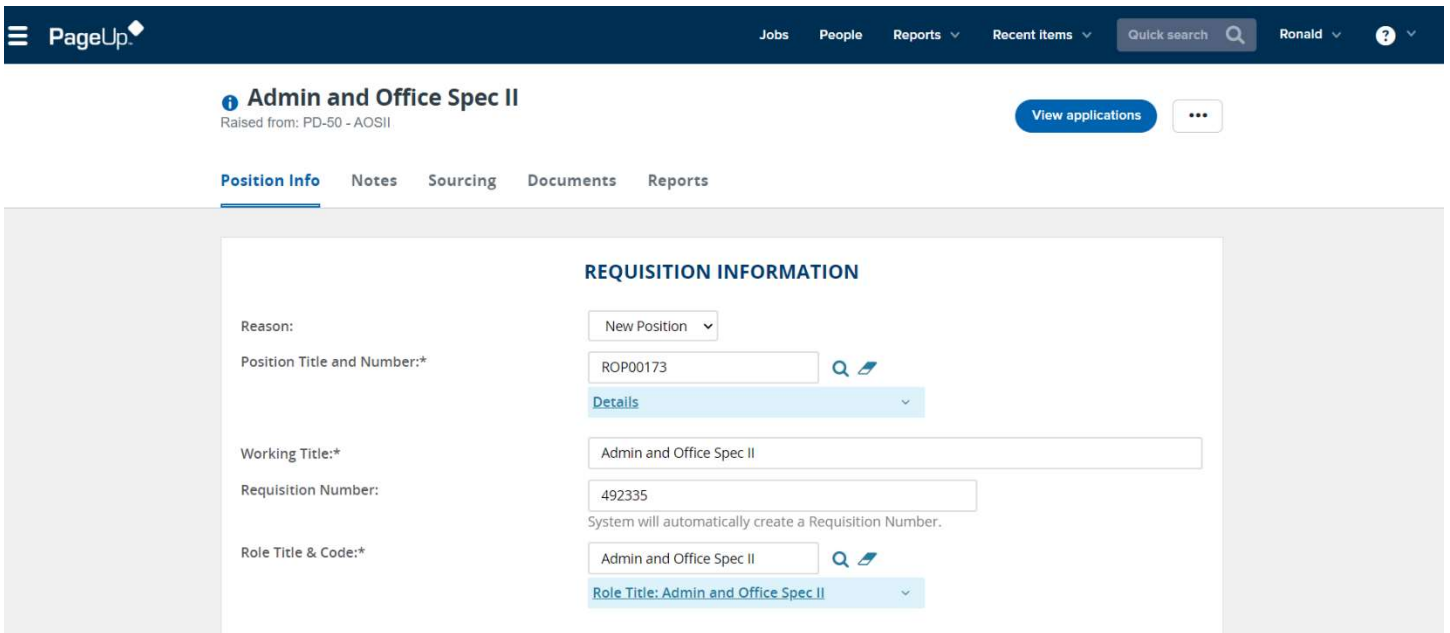 PageUp
Jobs People Reports Recent items Quick search Ronald ?
Admin and Office Spec II
Raised from: PD-50 - AOSII
View applications
•••
Position Info Notes Sourcing Documents Reports
REQUISITION INFORMATION
Reason: New Position
Position Title and Number:* ROP00173
Details
Working Title:* Admin and Office Spec II
Requisition Number: 492335
System will automatically create a Requisition Number.
Role Title & Code:* Admin and Office Spec II
Role Title: Admin and Office Spec II